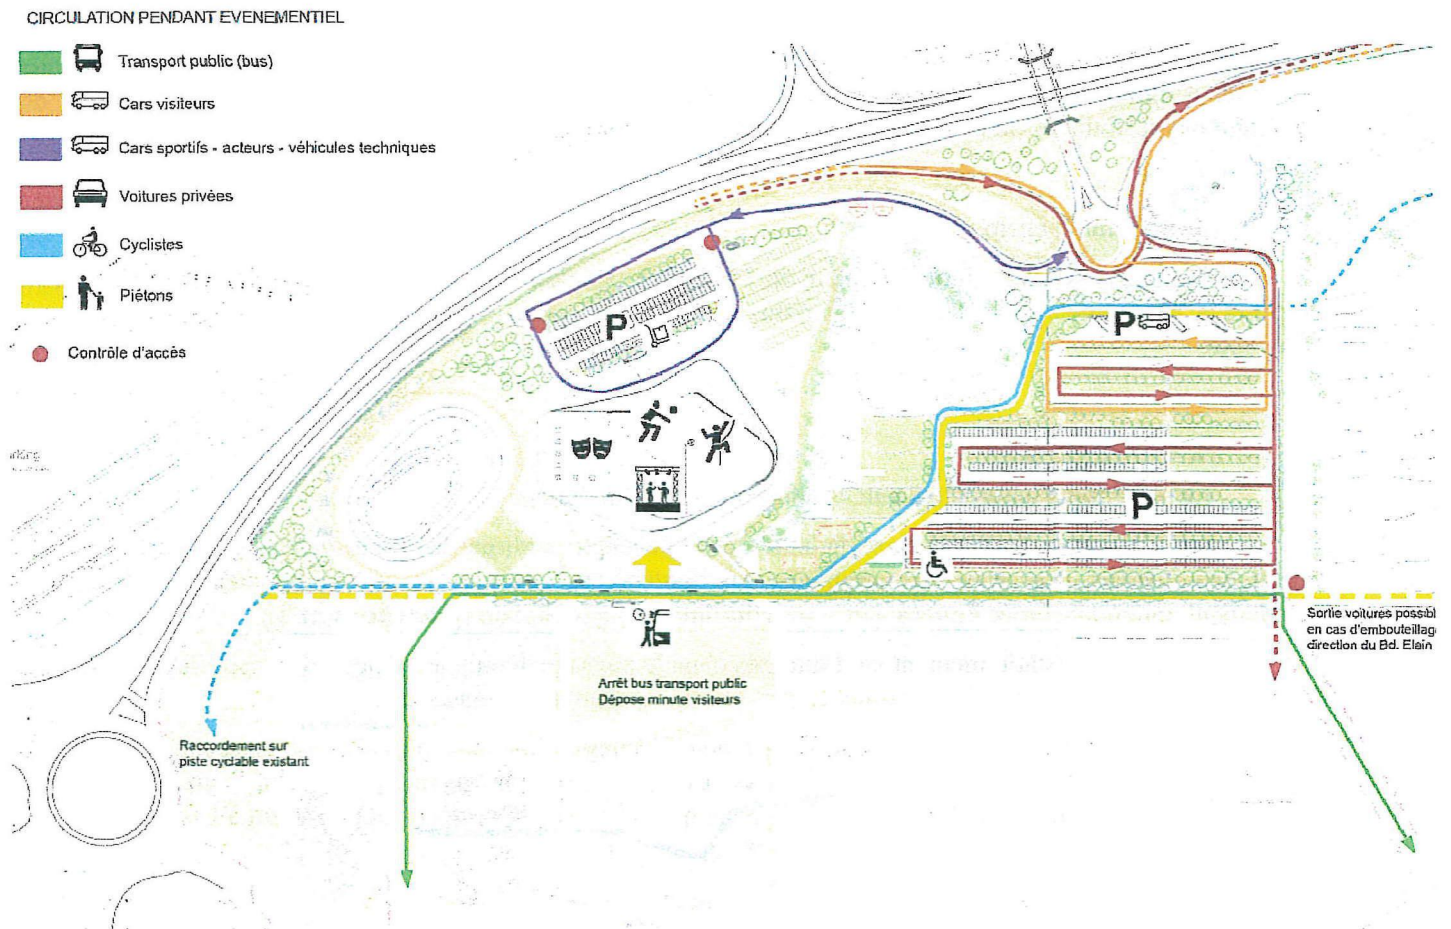 CIRCULATION PENDANT EVENEMENTIEL
Transport public (bus)
Cars visiteurs
Cars sportifs - acteurs - véhicules techniques
Voitures privées
Cyclistes
Piétons
Contrôle d'accès
P
P
P
Sortie voitures possibl
en cas d'embouteillag
direction du Bd. Elain
Arrêt bus transport public
Dépose minute visiteurs
Raccordement sur
piste cyclable existant